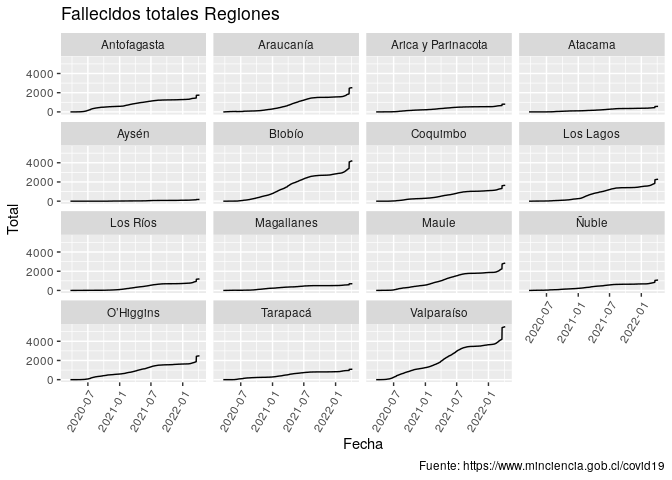 Fallecidos totales Regiones
Antofagasta
Araucanía
Arica y Parinacota
Atacama
4000
2000
0
Aysén
Biobío
Coquimbo
Los Lagos
4000
2000
0
Los Ríos
Magallanes
Maule
Ñuble
4000
2000
0
2020-07
2021-01
2021-07
2022-01
O'Higgins
Tarapacá
Valparaíso
4000
2000
0
2020-07
2021-01
2021-07
2022-01
2020-07
2021-01
2021-07
2022-01
2020-07
2021-01
2021-07
2022-01
Total
Fecha
Fuente: https://www.minciencia.gob.cl/covid19